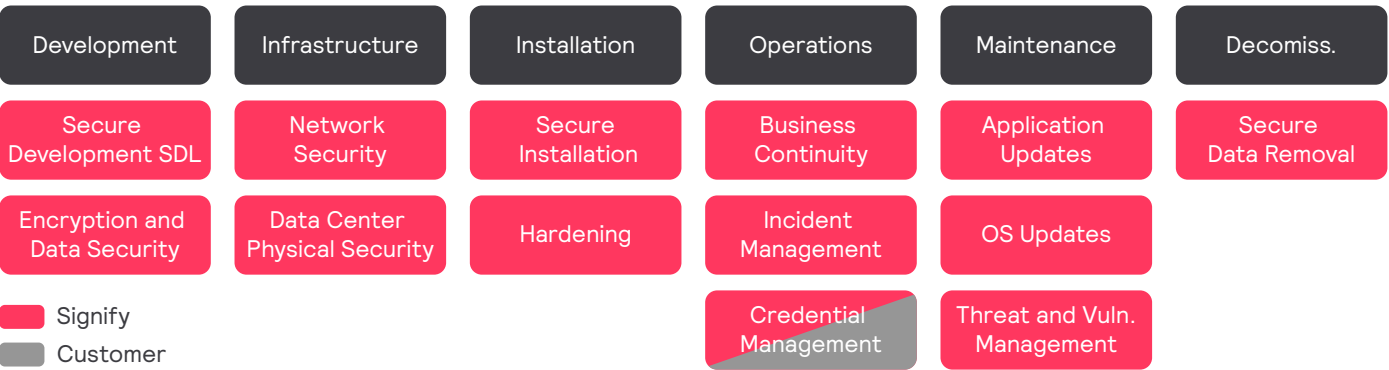 Development
Infrastructure
Installation
Operations
Maintenance
Decomiss.
Secure
Development SDL
Network
Security
Secure
Installation
Business
Continuity
Application
Updates
Secure
Data Removal
Encryption and
Data Security
Data Center
Physical Security
Hardening
Incident
Management
OS Updates
Signify
Customer
Credential
Management
Threat and Vuln.
Management